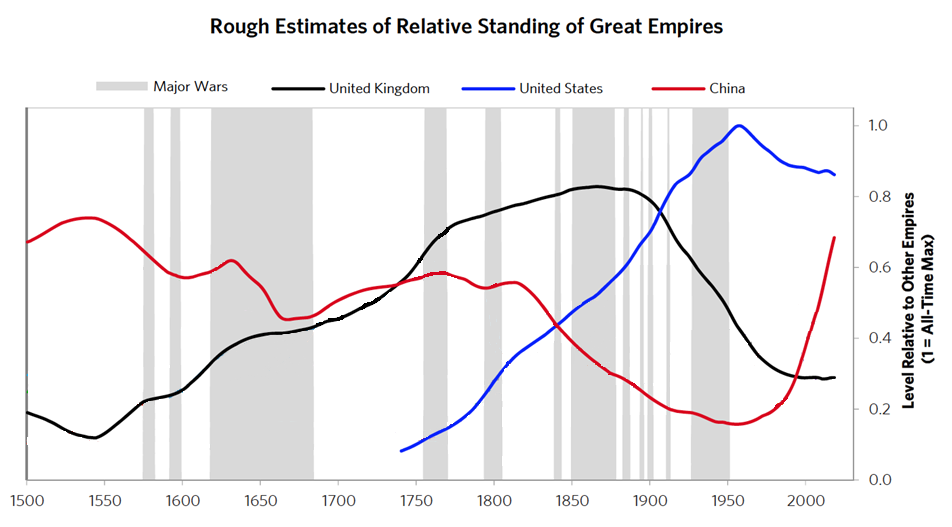 Rough Estimates of Relative Standing of Great Empires
Major Wars
United Kingdom
United States
China
1.0
0.8
0.6
0.4
0.2
0.0
Level Relative to Other Empires
(1 = All-Time Max)
1500
1550
1600
1650
1700
1750
1800
1850
1900
1950
2000